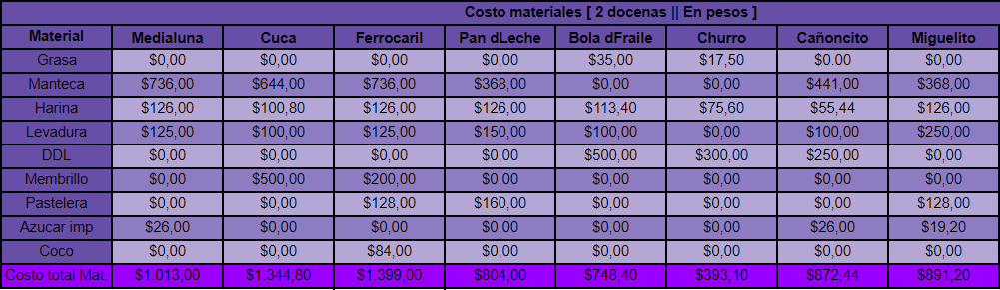 Costo materiales [ 2 docenas || En pesos ]
Material Medialuna Cuca Ferrocaril Pan dLeche Bola dFraile Churro Cañoncito Miguelito
Grasa $0,00 $0,00 $0,00 $0,00 $35,00 $17,50 $0.00 $0,00
Manteca $736,00 $644,00 $736,00 $368,00 $0,00 $0,00 $441,00 $368,00
Harina $126,00 $100,80 $126,00 $126,00 $113,40 $75,60 $55,44 $126,00
Levadura $125,00 $100,00 $125,00 $150,00 $100,00 $0,00 $100,00 $250,00
DDL $0,00 $0,00 $0,00 $0,00 $500,00 $300,00 $250,00 $0,00
Membrillo $0,00 $500,00 $200,00 $0,00 $0,00 $0,00 $0,00 $0,00
Pastelera $0,00 $0,00 $128,00 $160,00 $0,00 $0,00 $0,00 $128,00
Azucar imp $26,00 $0,00 $0,00 $0,00 $0,00 $0,00 $26,00 $19,20
Coco $0,00 $0,00 $84,00 $0,00 $0,00 $0,00 $0,00 $0,00
Costo total Mat. $1.013,00 $1.344,80 $1.399,00 $804,00 $748,40 $393,10 $872,44 $891,20